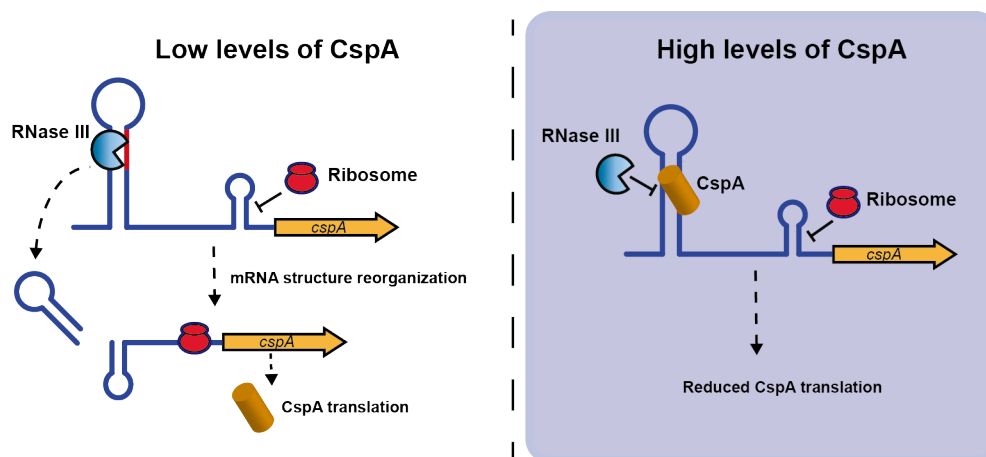 Low levels of CspA
RNase III
Ribosome
cspA
mRNA structure reorganization
cspA
CspA translation
High levels of CspA
RNase III
CspA
Ribosome
cspA
Reduced CspA translation